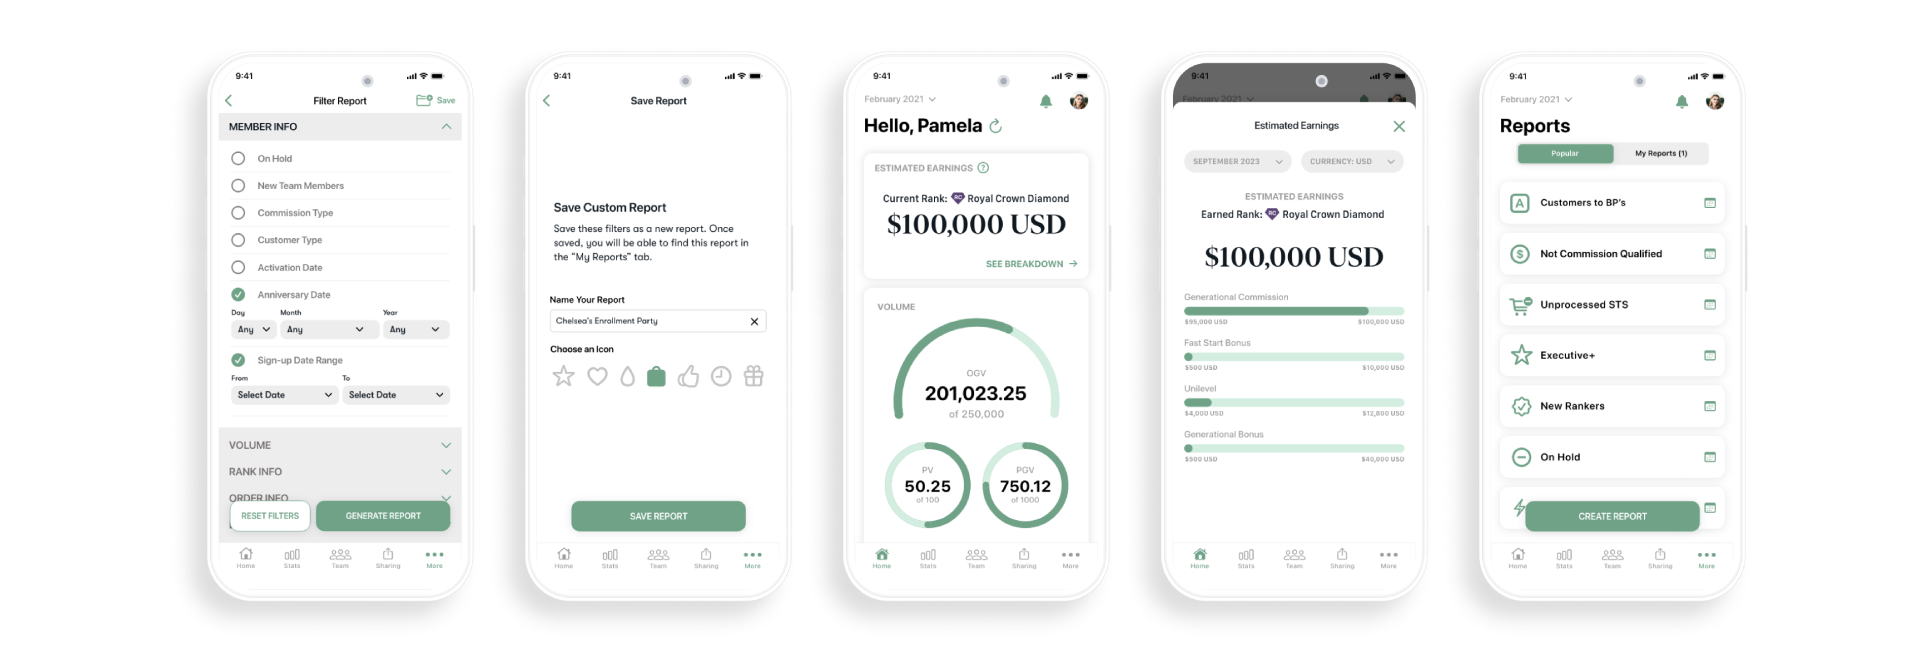 9:41
Filter Report
Save
MEMBER INFO
On Hold
New Team Members
Commission Type
Customer Type
Activation Date
Anniversary Date
Day Month Year
Any Any Any
Sign-up Date Range
From To
Select Date Select Date
VOLUME
RANK INFO
ORDER INFO
RESET FILTERS GENERATE REPORT
Home Stats Team Sharing More
9:41
Save Report
Save Custom Report
Save these filters as a new report. Once
saved, you will be able to find this report in
the "My Reports" tab.
Name Your Report
Chelsea's Enrollment Party
Choose an Icon
SAVE REPORT
Home Stats Team Sharing More
9:41
February 2021
Hello, Pamela
ESTIMATED EARNINGS ?
Current Rank: RC Royal Crown Diamond
$100,000 USD
SEE BREAKDOWN
VOLUME
OGV
201,023.25
of 250,000
PV PGV
50.25 750.12
of 100 of 1000
Home Stats Team Sharing More
9:41
February 2021
Estimated Earnings
SEPTEMBER 2023 CURRENCY: USD
ESTIMATED EARNINGS
Earned Rank: RC Royal Crown Diamond
$100,000 USD
Generational Commission
$95,000 USD $100,000 USD
Fast Start Bonus
$500 USD $10,000 USD
Unilevel
$4,000 USD $12,800 USD
Generational Bonus
$500 USD $40,000 USD
Home Stats Team Sharing More
9:41
February 2021
Reports
Popular My Reports (1)
A Customers to BP's
$ Not Commission Qualified
Unprocessed STS
Executive+
New Rankers
On Hold
CREATE REPORT
Home Stats Team Sharing More